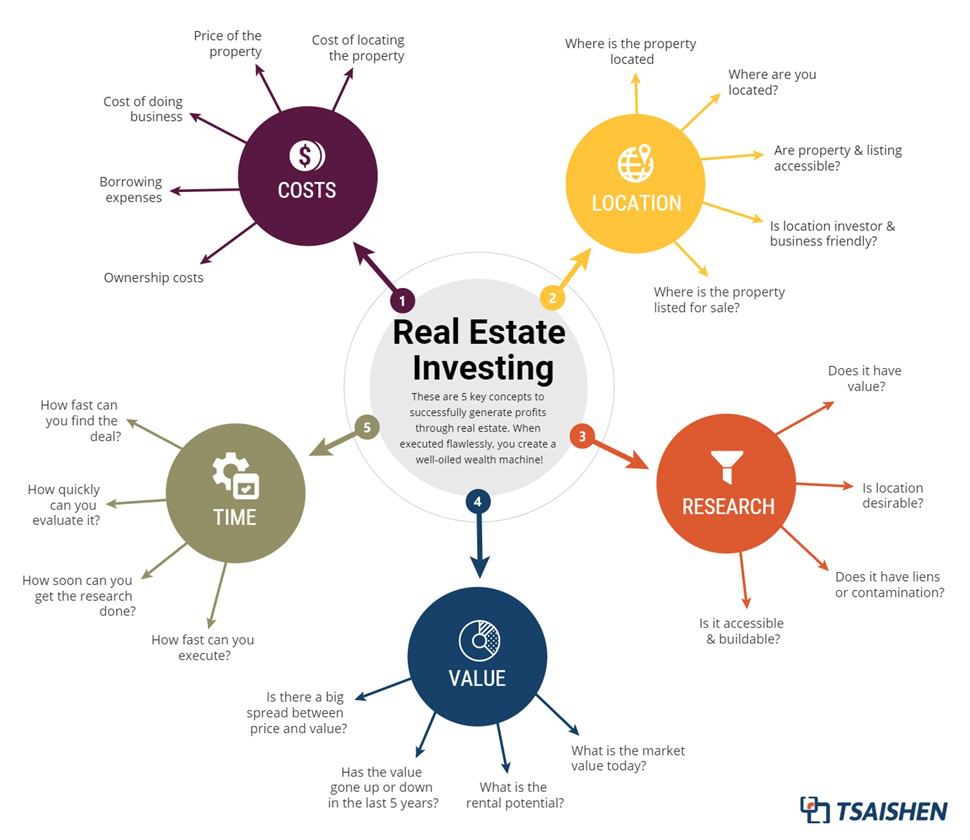 Real Estate
Investing
These are 5 key concepts to
successfully generate profits
through real estate. When
executed flawlessly, you create a
well-oiled wealth machine!
1
COSTS
Price of the
property
Cost of locating
the property
Cost of doing
business
Borrowing
expenses
Ownership costs
2
LOCATION
Where is the property
located
Where are you
located?
Are property & listing
accessible?
Is location investor &
business friendly?
Where is the property
listed for sale?
3
RESEARCH
Does it have
value?
Is location
desirable?
Does it have liens
or contamination?
Is it accessible
& buildable?
4
VALUE
Is there a big
spread between
price and value?
Has the value
gone up or down
in the last 5 years?
What is the
rental potential?
What is the market
value today?
5
TIME
How fast can
you find the
deal?
How quickly
can you
evaluate it?
How soon can you
get the research
done?
How fast can you
execute?
TSAISHEN